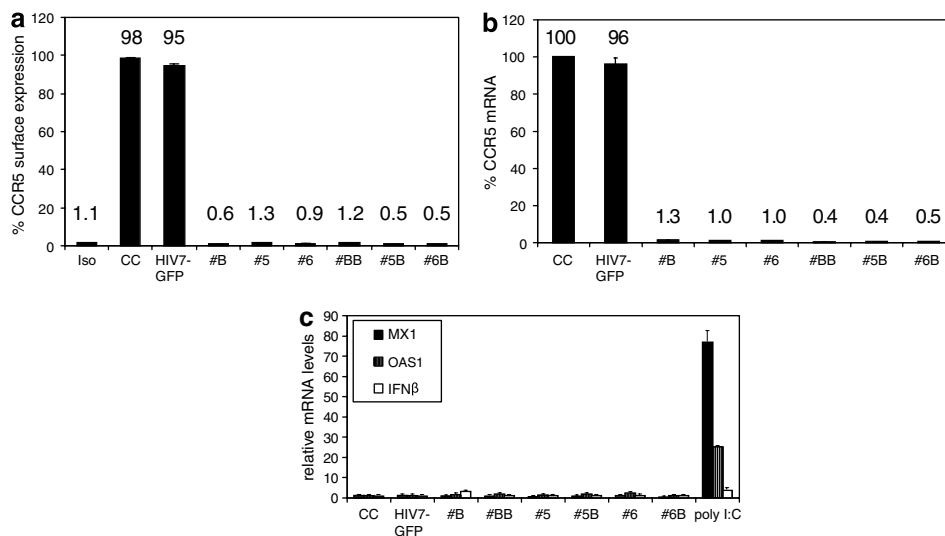 a
% CCR5 surface expression
120
100
80
60
40
20
0
1.1 98 95 0.6 1.3 0.9 1.2 0.5 0.5
Iso CC HIV7-GFP #B #5 #6 #BB #5B #6B
b
% CCR5 mRNA
120
100
80
60
40
20
0
100 96 1.3 1.0 1.0 0.4 0.4 0.5
CC HIV7-GFP #B #5 #6 #BB #5B #6B
c
relative mRNA levels
90
80
70
60
50
40
30
20
10
0
MX1
OAS1
IFNβ
CC HIV7-GFP #B #BB #5 #5B #6 #6B poly I:C